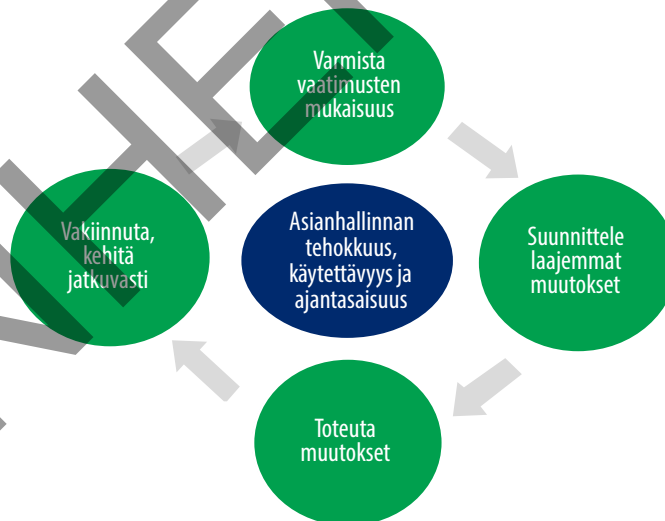 Varmista
vaatimusten
mukaisuus
Vakiinnuta,
kehitä
jatkuvasti
Asianhallinnan
tehokkuus,
käytettävyys ja
ajantasaisuus
Suunnittele
laajemmat
muutokset
Toteuta
muutokset